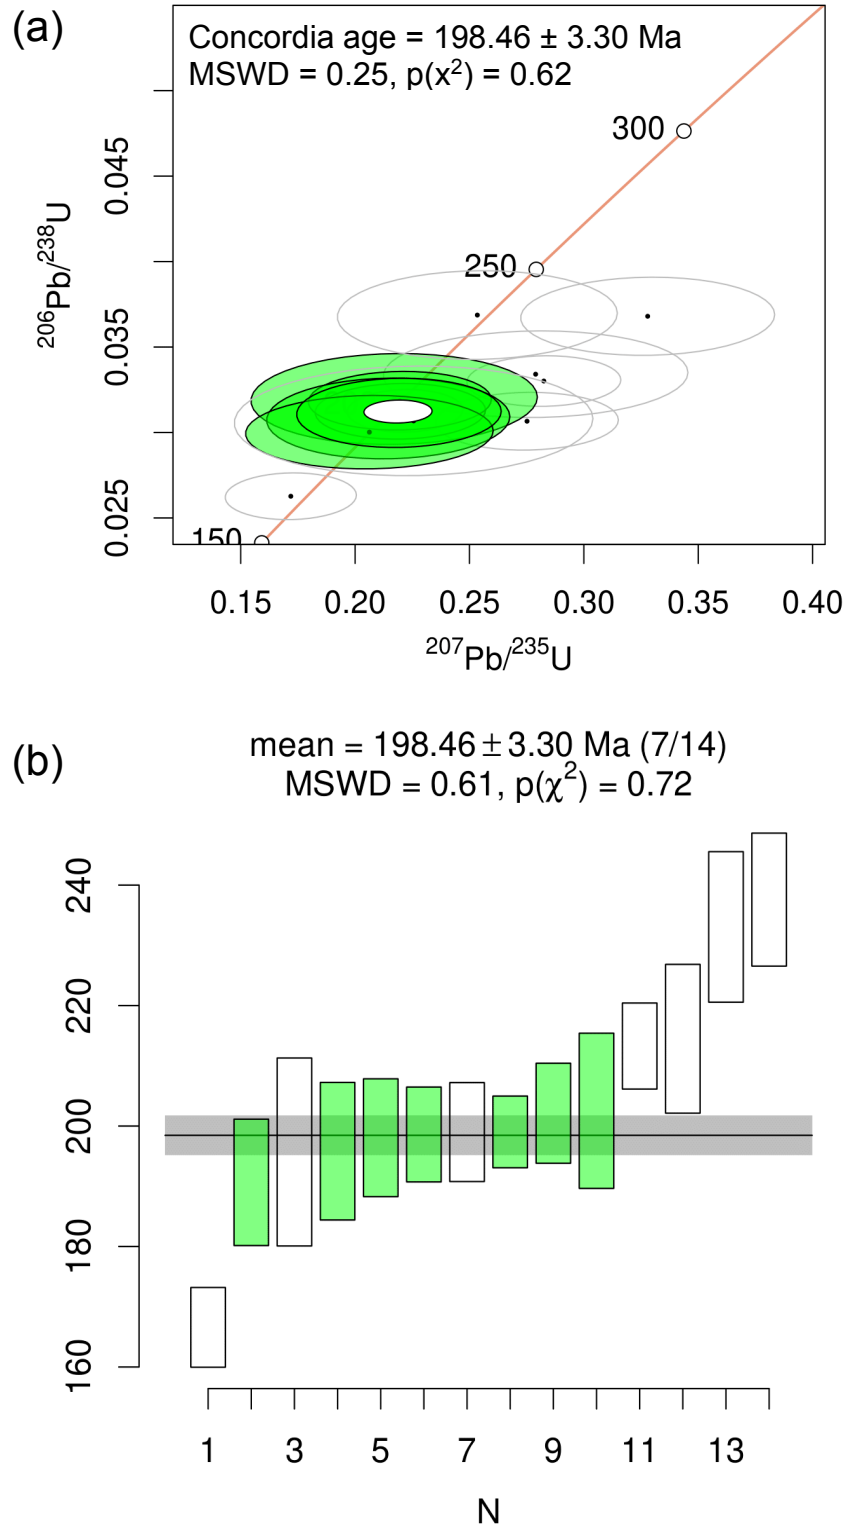 (a)
Concordia age = 198.46 ± 3.30 Ma
MSWD = 0.25, p(x²) = 0.62
300
250
150
0.045
0.035
0.025
²⁰⁶Pb/²³⁸U
0.15 0.20 0.25 0.30 0.35 0.40
²⁰⁷Pb/²³⁵U
(b)
mean = 198.46 ± 3.30 Ma (7/14)
MSWD = 0.61, p(χ²) = 0.72
240
220
200
180
160
1 3 5 7 9 11 13
N